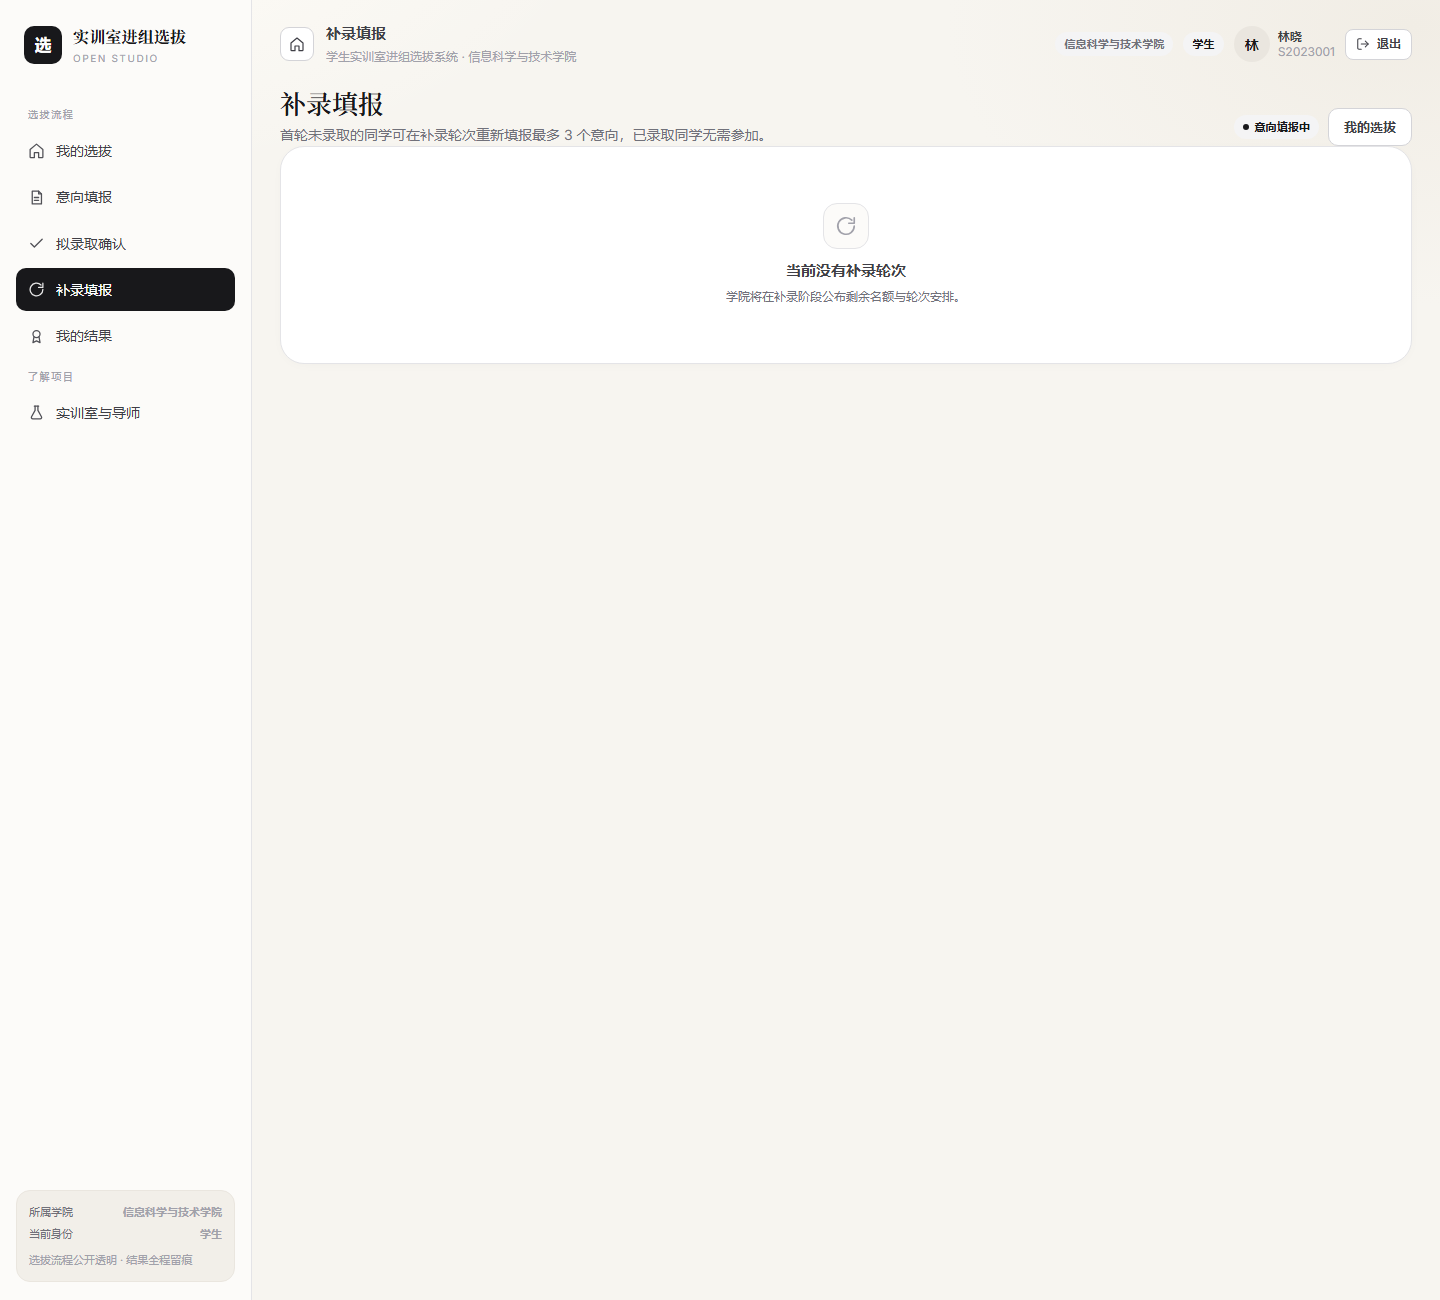 选
实训室进组选拔
OPEN STUDIO
选拔流程
我的选拔
意向填报
拟录取确认
补录填报
我的结果
了解项目
实训室与导师
所属学院 信息科学与技术学院
当前身份 学生
选拔流程公开透明 · 结果全程留痕
补录填报
学生实训室进组选拔系统 · 信息科学与技术学院
信息科学与技术学院
学生
林
林晓
S2023001
退出
补录填报
首轮未录取的同学可在补录轮次重新填报最多 3 个意向，已录取同学无需参加。
意向填报中
我的选拔
当前没有补录轮次
学院将在补录阶段公布剩余名额与轮次安排。